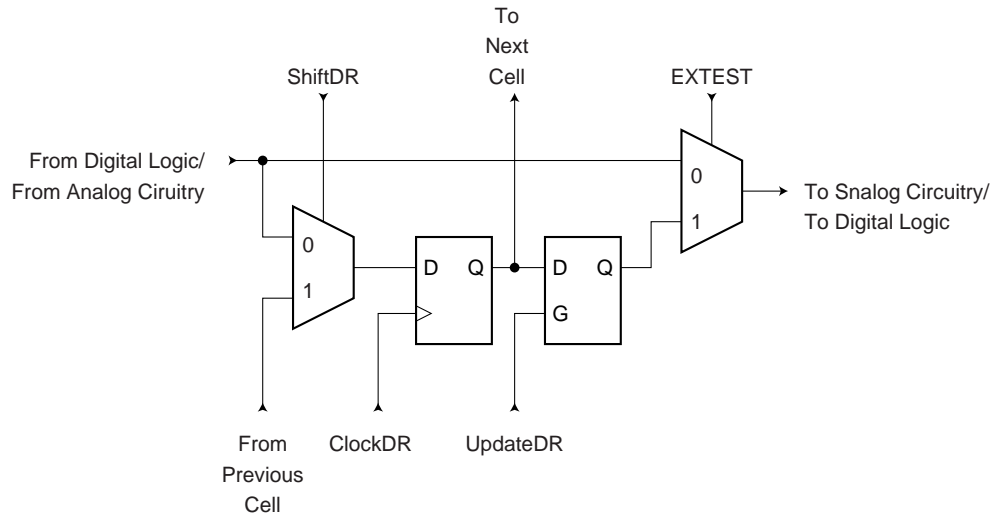 To
Next
Cell
ShiftDR
EXTEST
From Digital Logic/
From Analog Ciruitry
0
1
D Q
D Q
G
0
1
To Snalog Circuitry/
To Digital Logic
From
Previous
Cell
ClockDR
UpdateDR